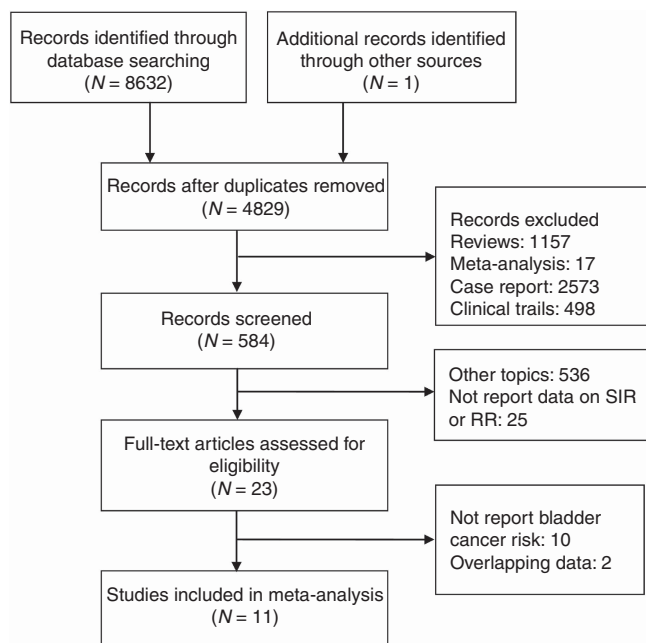 Records identified through
database searching
(N = 8632)
Additional records identified
through other sources
(N = 1)
Records after duplicates removed
(N = 4829)
Records excluded
Reviews: 1157
Meta-analysis: 17
Case report: 2573
Clinical trails: 498
Records screened
(N = 584)
Other topics: 536
Not report data on SIR
or RR: 25
Full-text articles assessed for
eligibility
(N = 23)
Not report bladder
cancer risk: 10
Overlapping data: 2
Studies included in meta-analysis
(N = 11)